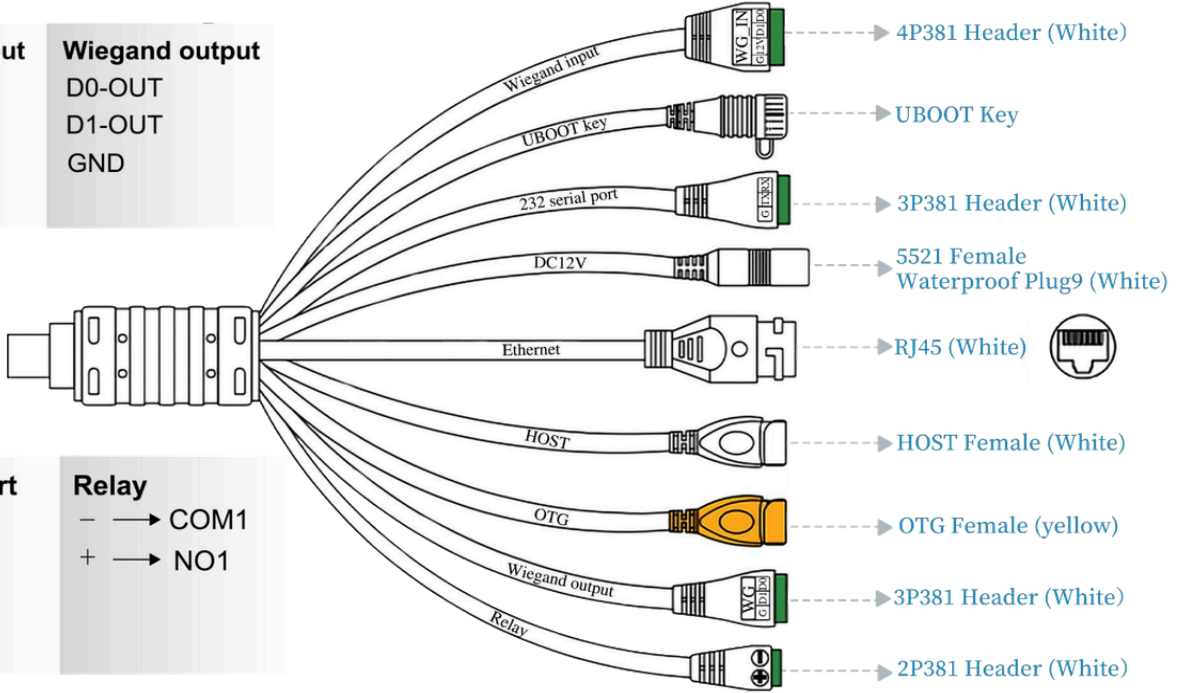 ut
Wiegand output
D0-OUT
D1-OUT
GND
rt
Relay
− → COM1
+ → NO1
Wiegand input
WG_IN
G 12V D1 D0
4P381 Header (White)
UBOOT key
UBOOT Key
232 serial port
G TX RX
3P381 Header (White)
DC12V
5521 Female
Waterproof Plug9 (White)
Ethernet
RJ45 (White)
HOST
HOST Female (White)
OTG
OTG Female (yellow)
Wiegand output
WG
G D1 D0
3P381 Header (White)
Relay
− +
2P381 Header (White)